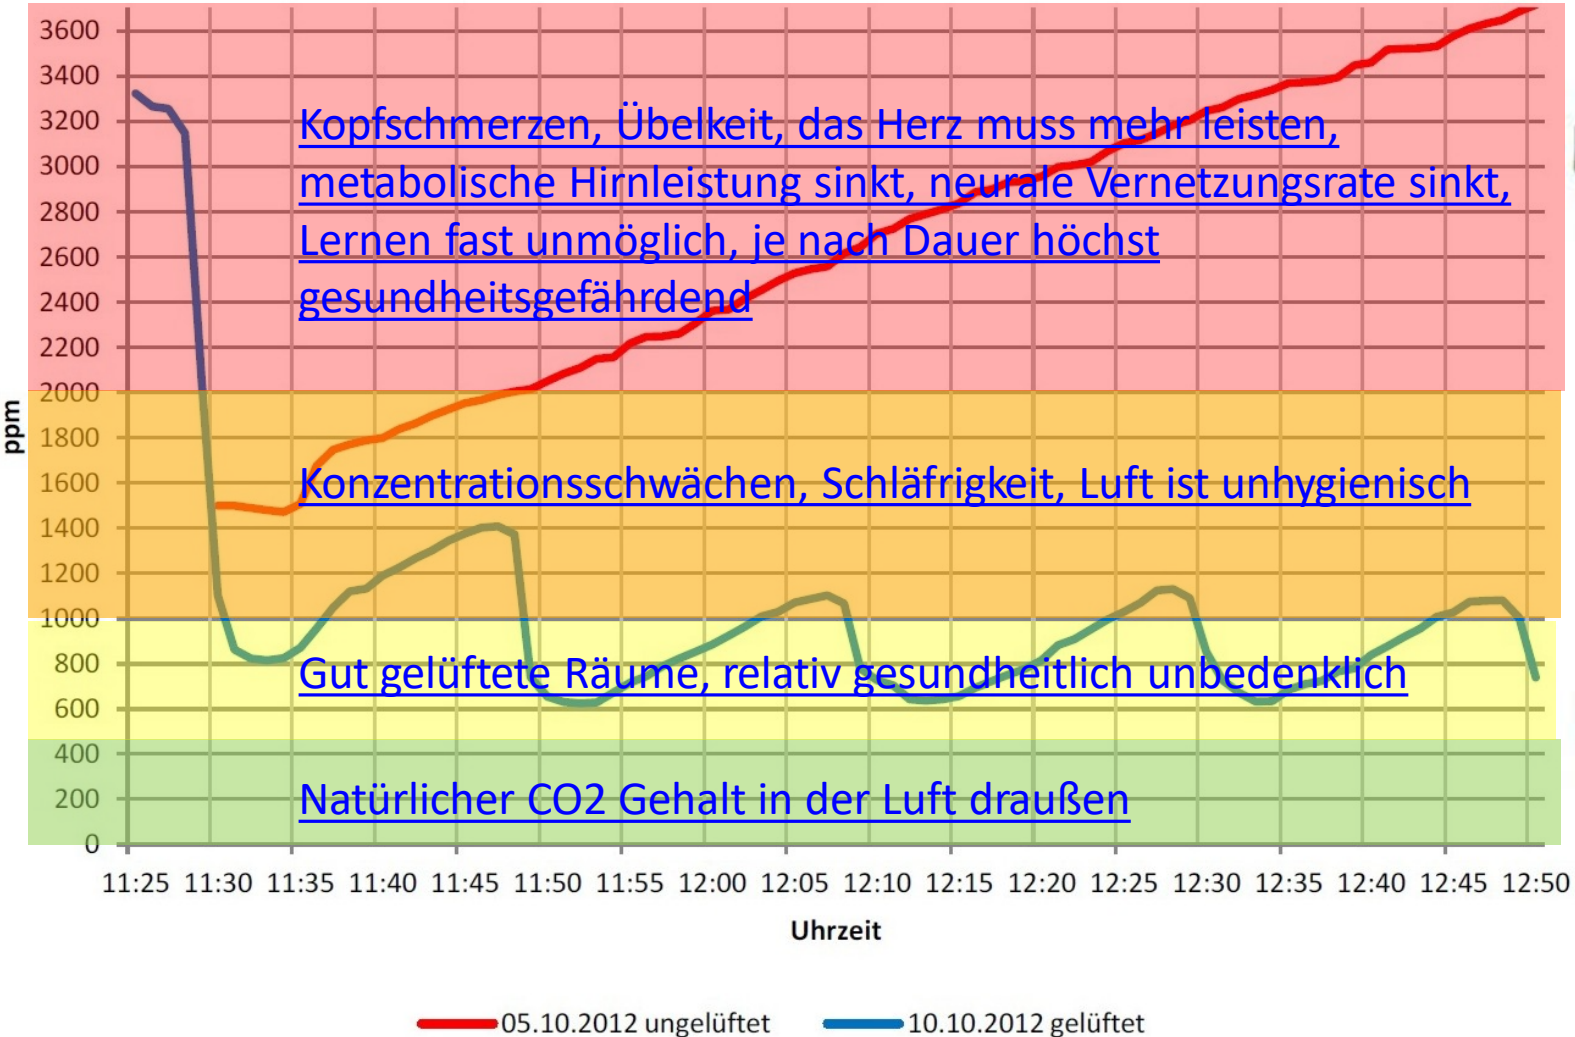 3600
3400
3200
3000
2800
2600
2400
2200
2000
1800
1600
1400
1200
1000
800
600
400
200
0
ppm
Kopfschmerzen, Übelkeit, das Herz muss mehr leisten,
metabolische Hirnleistung sinkt, neurale Vernetzungsrate sinkt,
Lernen fast unmöglich, je nach Dauer höchst
gesundheitsgefährdend
Konzentrationsschwächen, Schläfrigkeit, Luft ist unhygienisch
Gut gelüftete Räume, relativ gesundheitlich unbedenklich
Natürlicher CO2 Gehalt in der Luft draußen
11:25 11:30 11:35 11:40 11:45 11:50 11:55 12:00 12:05 12:10 12:15 12:20 12:25 12:30 12:35 12:40 12:45 12:50
Uhrzeit
05.10.2012 ungelüftet 10.10.2012 gelüftet